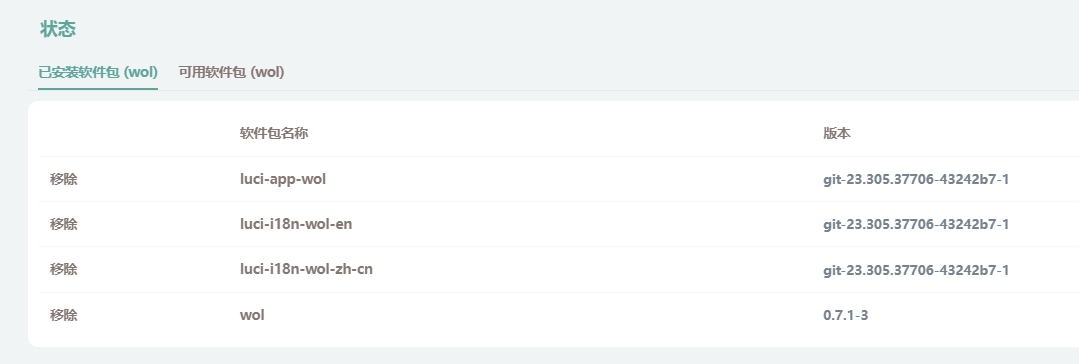 状态
已安装软件包 (wol) 可用软件包 (wol)
软件包名称 版本
移除 luci-app-wol git-23.305.37706-43242b7-1
移除 luci-i18n-wol-en git-23.305.37706-43242b7-1
移除 luci-i18n-wol-zh-cn git-23.305.37706-43242b7-1
移除 wol 0.7.1-3